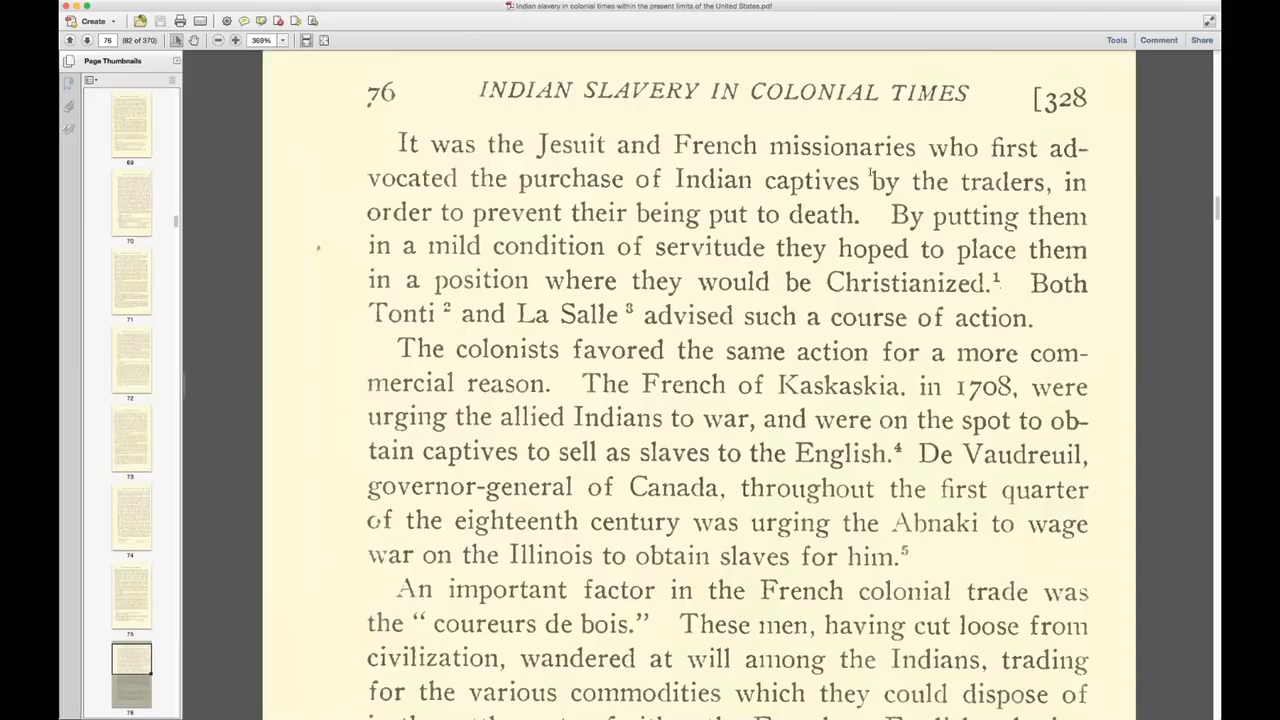 Indian slavery in colonial times within the present limits of the United States.pdf
Create
76 (82 of 370) 369% Tools Comment Share
Page Thumbnails
69
70
71
72
73
74
75
76
76 INDIAN SLAVERY IN COLONIAL TIMES [328
It was the Jesuit and French missionaries who first ad-
vocated the purchase of Indian captives by the traders, in
order to prevent their being put to death. By putting them
in a mild condition of servitude they hoped to place them
in a position where they would be Christianized.¹ Both
Tonti ² and La Salle ³ advised such a course of action.
The colonists favored the same action for a more com-
mercial reason. The French of Kaskaskia, in 1708, were
urging the allied Indians to war, and were on the spot to ob-
tain captives to sell as slaves to the English.⁴ De Vaudreuil,
governor-general of Canada, throughout the first quarter
of the eighteenth century was urging the Abnaki to wage
war on the Illinois to obtain slaves for him.⁵
An important factor in the French colonial trade was
the " coureurs de bois." These men, having cut loose from
civilization, wandered at will among the Indians, trading
for the various commodities which they could dispose of